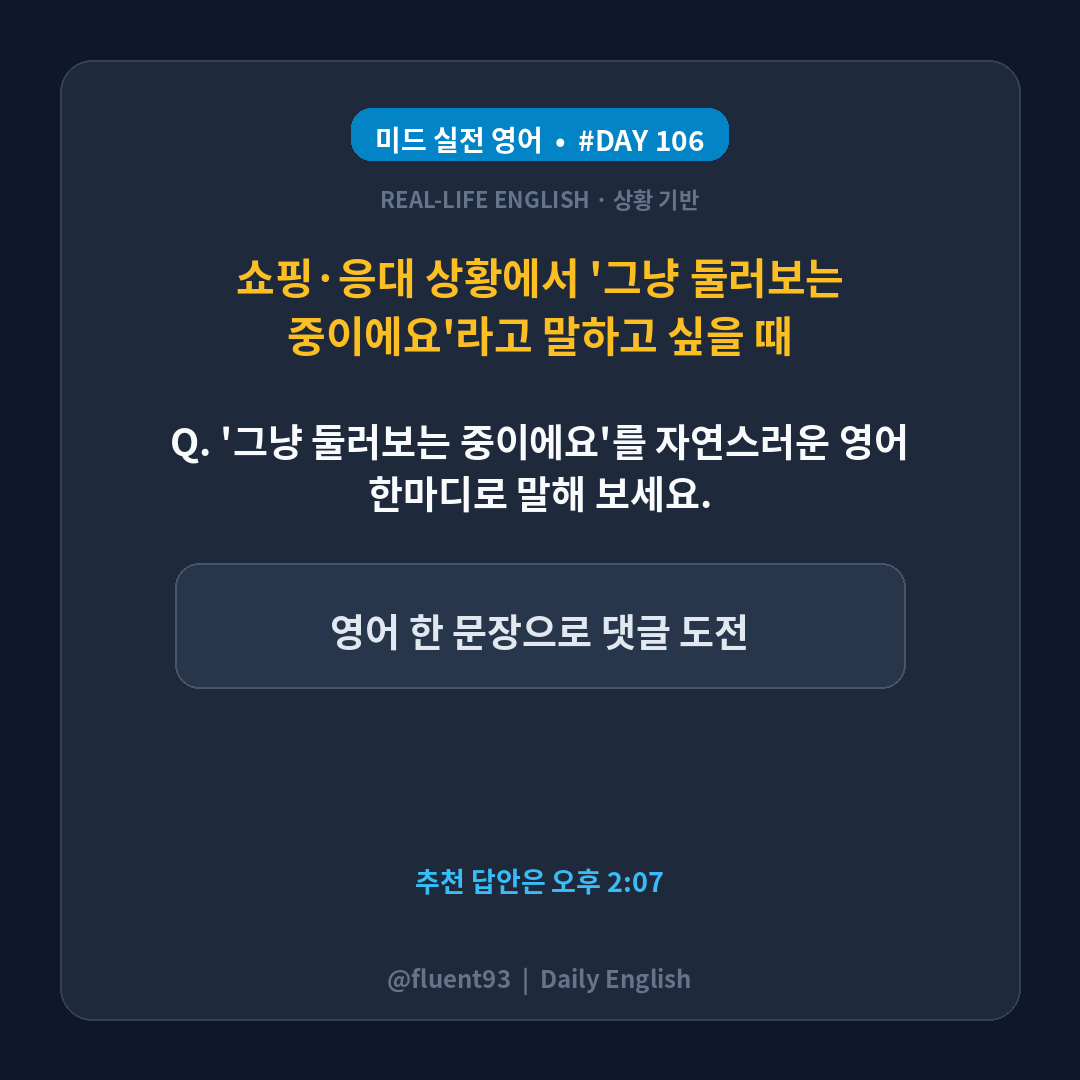 미드 실전 영어 • #DAY 106
REAL-LIFE ENGLISH · 상황 기반
쇼핑·응대 상황에서 '그냥 둘러보는
중이에요'라고 말하고 싶을 때
Q. '그냥 둘러보는 중이에요'를 자연스러운 영어
한마디로 말해 보세요.
영어 한 문장으로 댓글 도전
추천 답안은 오후 2:07
@fluent93 | Daily English